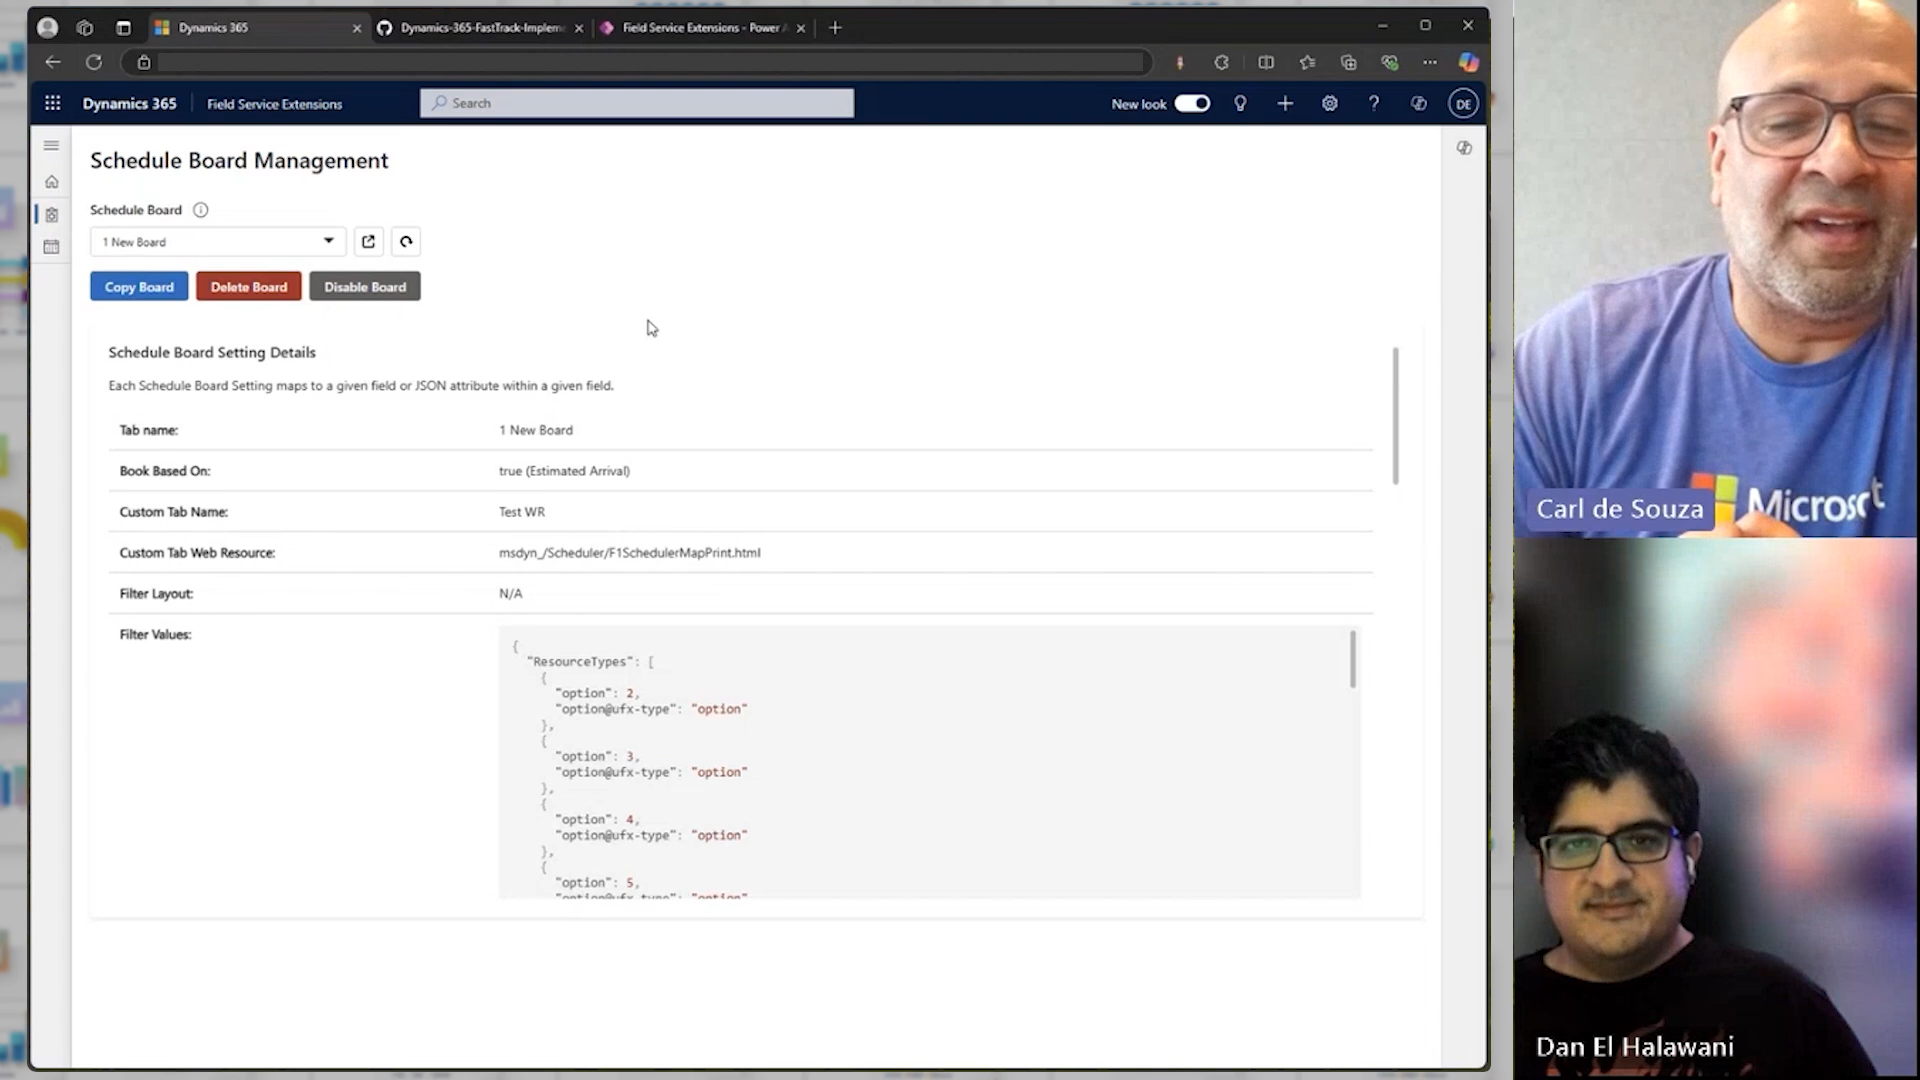 Dynamics 365
Dynamics-365-FastTrack-Implem
Field Service Extensions - Power
Dynamics 365
Field Service Extensions
Search
New look
DE
Schedule Board Management
Schedule Board
1 New Board
Copy Board
Delete Board
Disable Board
Schedule Board Setting Details
Each Schedule Board Setting maps to a given field or JSON attribute within a given field.
Tab name: 1 New Board
Book Based On: true (Estimated Arrival)
Custom Tab Name: Test WR
Custom Tab Web Resource: msdyn_/Scheduler/F1SchedulerMapPrint.html
Filter Layout: N/A
Filter Values:
{
"ResourceTypes": [
{
"option": 2,
"option@ufx-type": "option"
},
{
"option": 3,
"option@ufx-type": "option"
},
{
"option": 4,
"option@ufx-type": "option"
},
{
"option": 5,
"option@ufx-type": "option"
Microsoft
Carl de Souza
Dan El Halawani